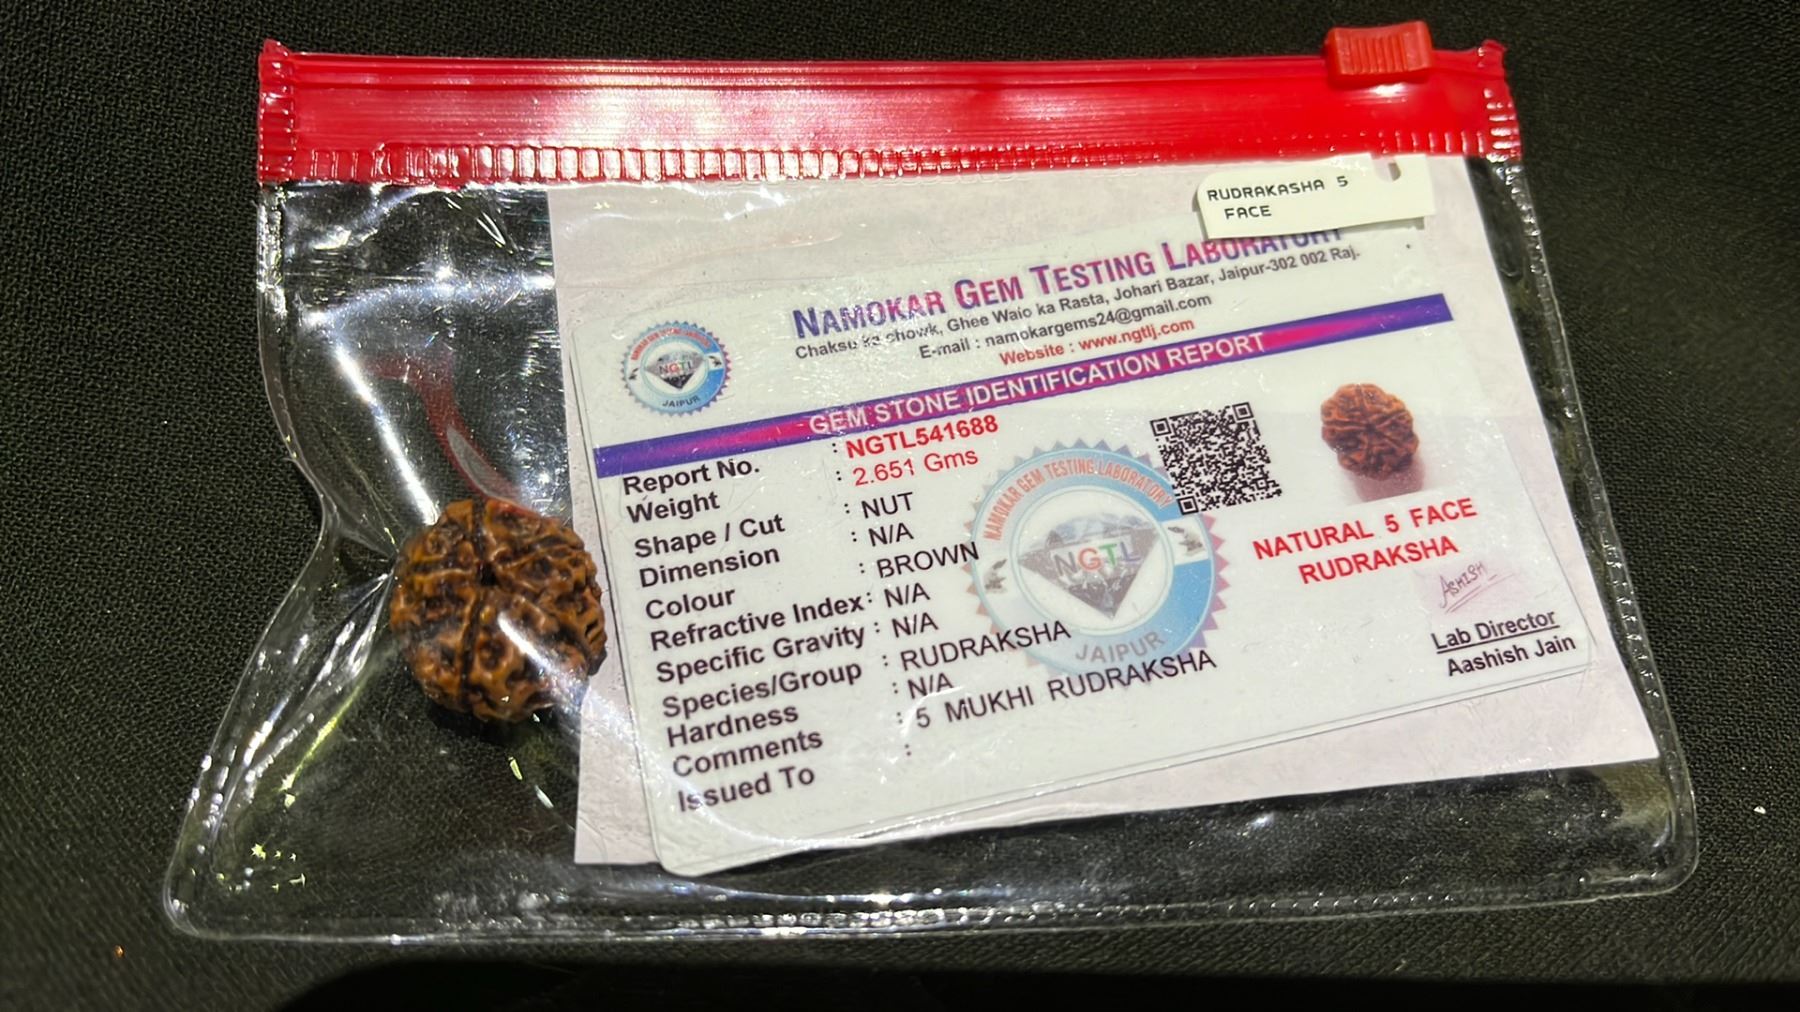 RUDRAKASHA 5
FACE
NAMOKAR GEM TESTING LABORATORY
Chaksu ka chowk, Ghee Walo ka Rasta, Johari Bazar, Jaipur-302 002 Raj.
E-mail : namokargems24@gmail.com
Website : www.ngtlj.com
GEM STONE IDENTIFICATION REPORT
NGTL
JAIPUR
Report No. : NGTL541688
Weight : 2.651 Gms
Shape / Cut : NUT
Dimension : N/A
Colour : BROWN
Refractive Index : N/A
Specific Gravity : N/A
Species/Group : RUDRAKSHA
Hardness : N/A
Comments : 5 MUKHI RUDRAKSHA
Issued To :
NAMOKAR GEM TESTING LABORATORY
NGTL
JAIPUR
NATURAL 5 FACE
RUDRAKSHA
ASHISH
Lab Director
Aashish Jain